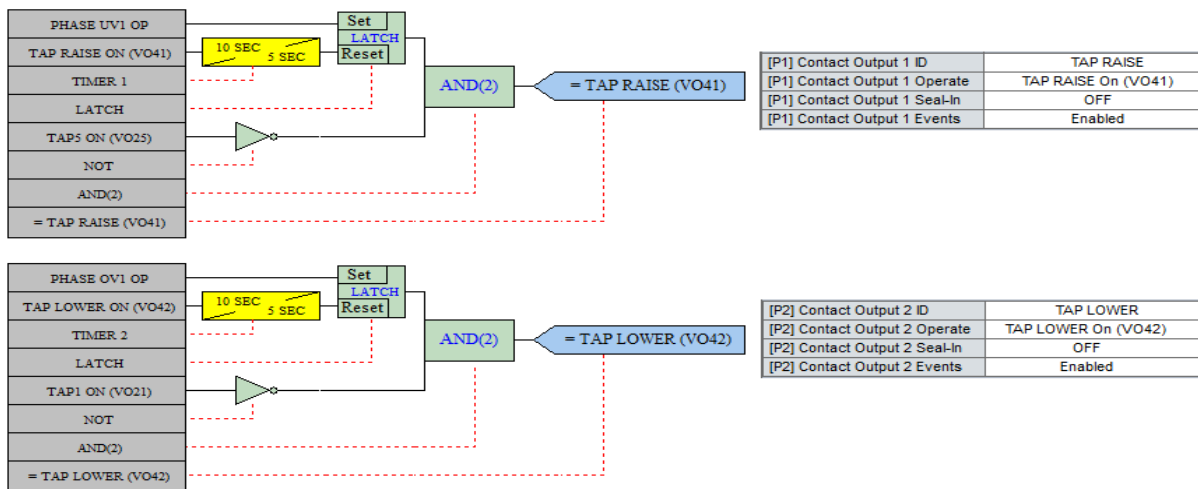 PHASE UV1 OP
TAP RAISE ON (VO41)
TIMER 1
LATCH
TAP5 ON (VO25)
NOT
AND(2)
= TAP RAISE (VO41)
10 SEC
5 SEC
Set
LATCH
Reset
AND(2)
= TAP RAISE (VO41)
[P1] Contact Output 1 ID TAP RAISE
[P1] Contact Output 1 Operate TAP RAISE On (VO41)
[P1] Contact Output 1 Seal-In OFF
[P1] Contact Output 1 Events Enabled
PHASE OV1 OP
TAP LOWER ON (VO42)
TIMER 2
LATCH
TAP1 ON (VO21)
NOT
AND(2)
= TAP LOWER (VO42)
10 SEC
5 SEC
Set
LATCH
Reset
AND(2)
= TAP LOWER (VO42)
[P2] Contact Output 2 ID TAP LOWER
[P2] Contact Output 2 Operate TAP LOWER On (VO42)
[P2] Contact Output 2 Seal-In OFF
[P2] Contact Output 2 Events Enabled